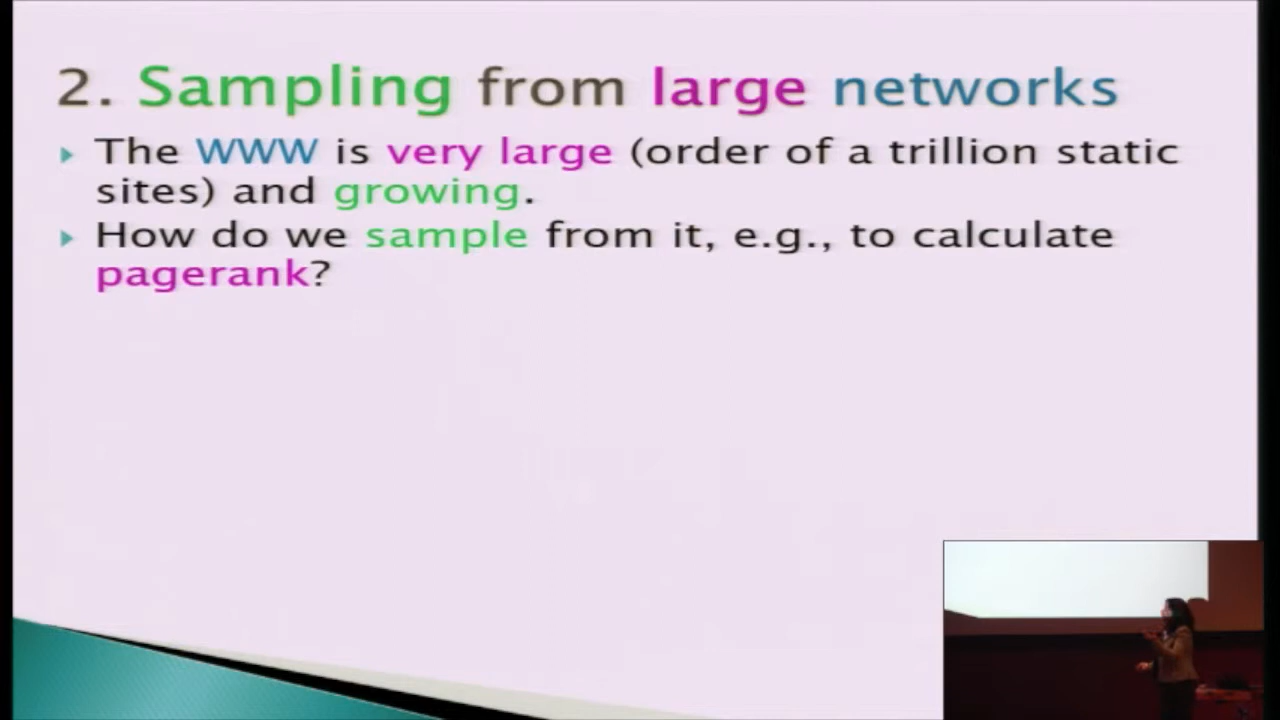 2. Sampling from large networks
The WWW is very large (order of a trillion static
sites) and growing.
How do we sample from it, e.g., to calculate
pagerank?